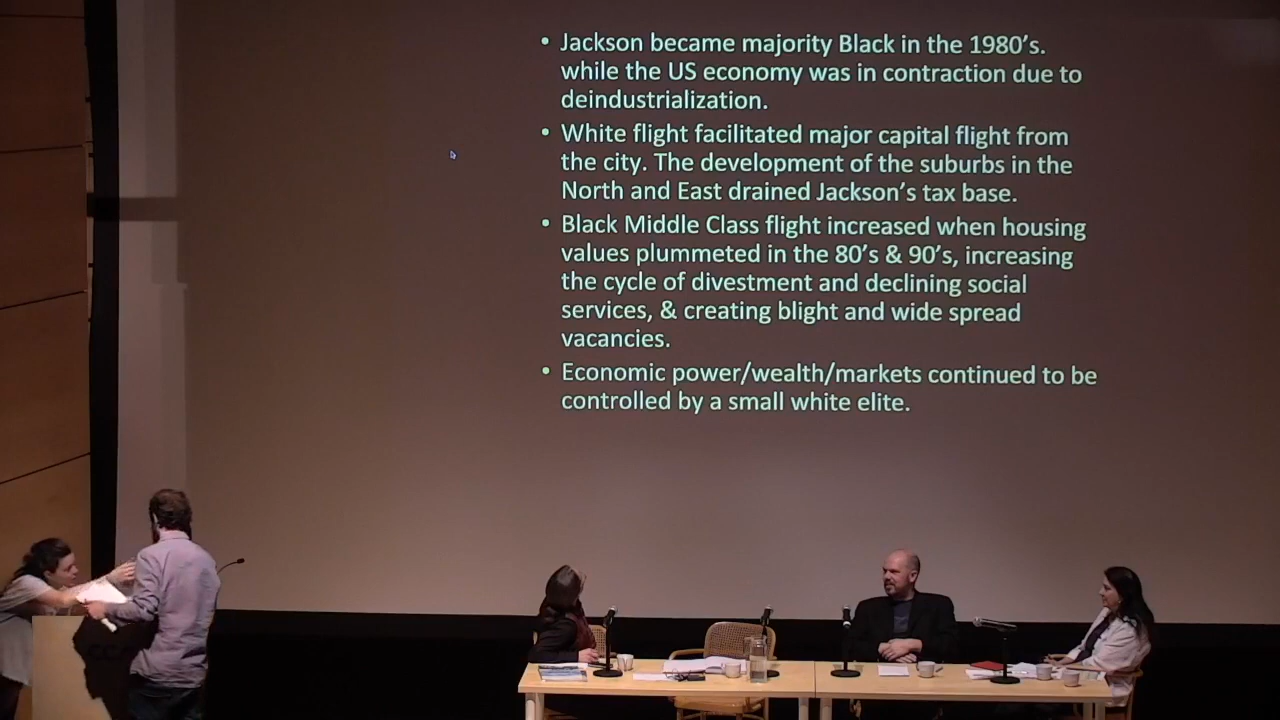 • Jackson became majority Black in the 1980's.
while the US economy was in contraction due to
deindustrialization.
• White flight facilitated major capital flight from
the city. The development of the suburbs in the
North and East drained Jackson's tax base.
• Black Middle Class flight increased when housing
values plummeted in the 80's & 90's, increasing
the cycle of divestment and declining social
services, & creating blight and wide spread
vacancies.
• Economic power/wealth/markets continued to be
controlled by a small white elite.